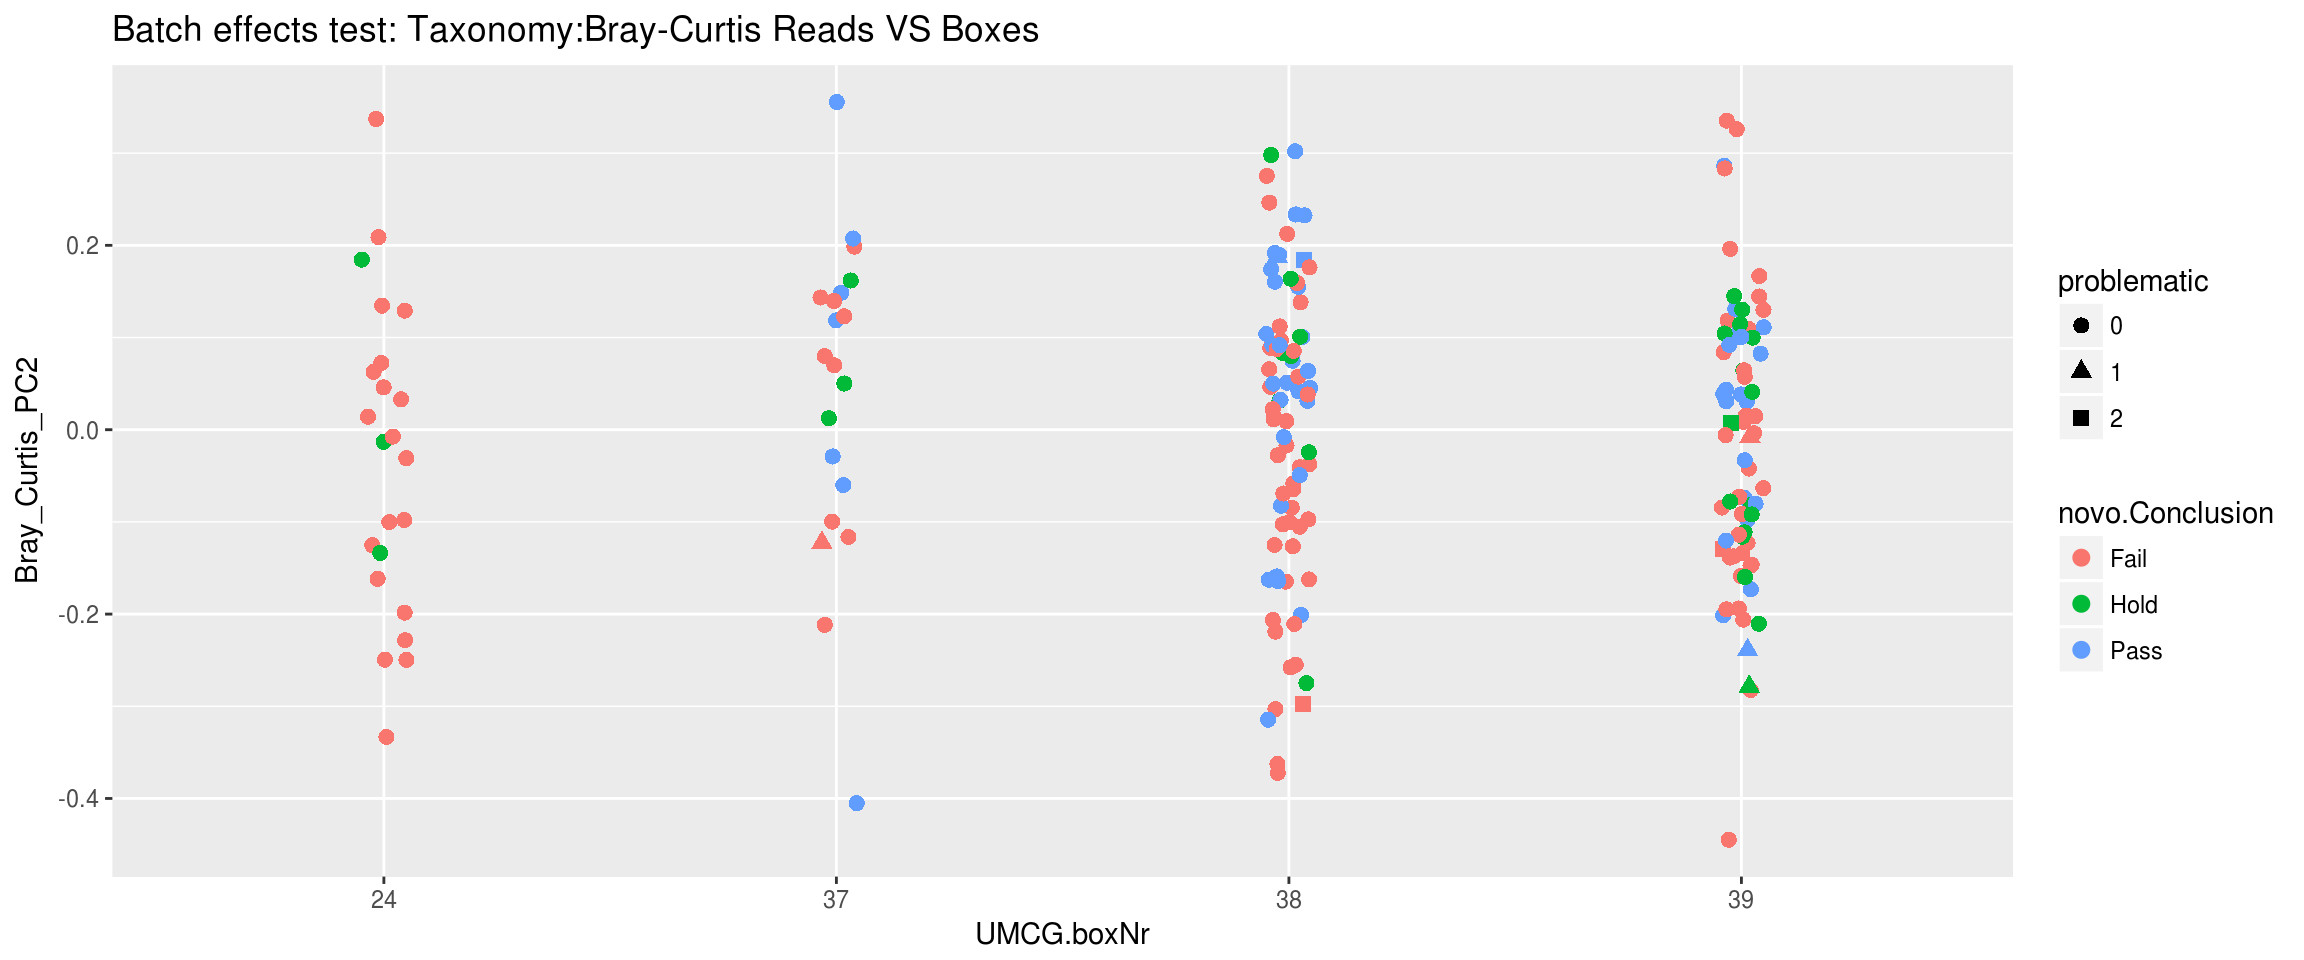 Batch effects test: Taxonomy:Bray-Curtis Reads VS Boxes
Bray_Curtis_PC2
0.2
0.0
-0.2
-0.4
24
37
38
39
UMCG.boxNr
problematic
0
1
2
novo.Conclusion
Fail
Hold
Pass